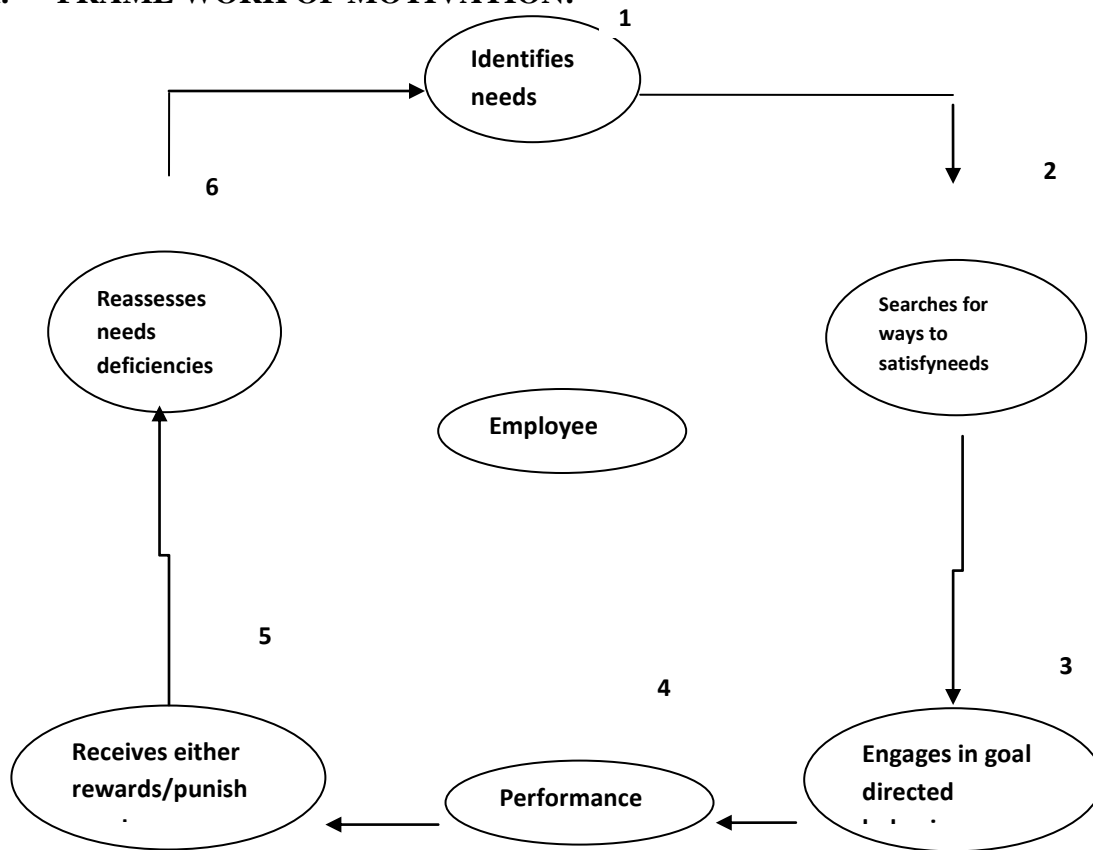 FRAME WORK OF MOTIVATION:
1
Identifies
needs
2
Searches for
ways to
satisfyneeds
3
Engages in goal
directed
4
Performance
5
Receives either
rewards/punish
6
Reassesses
needs
deficiencies
Employee